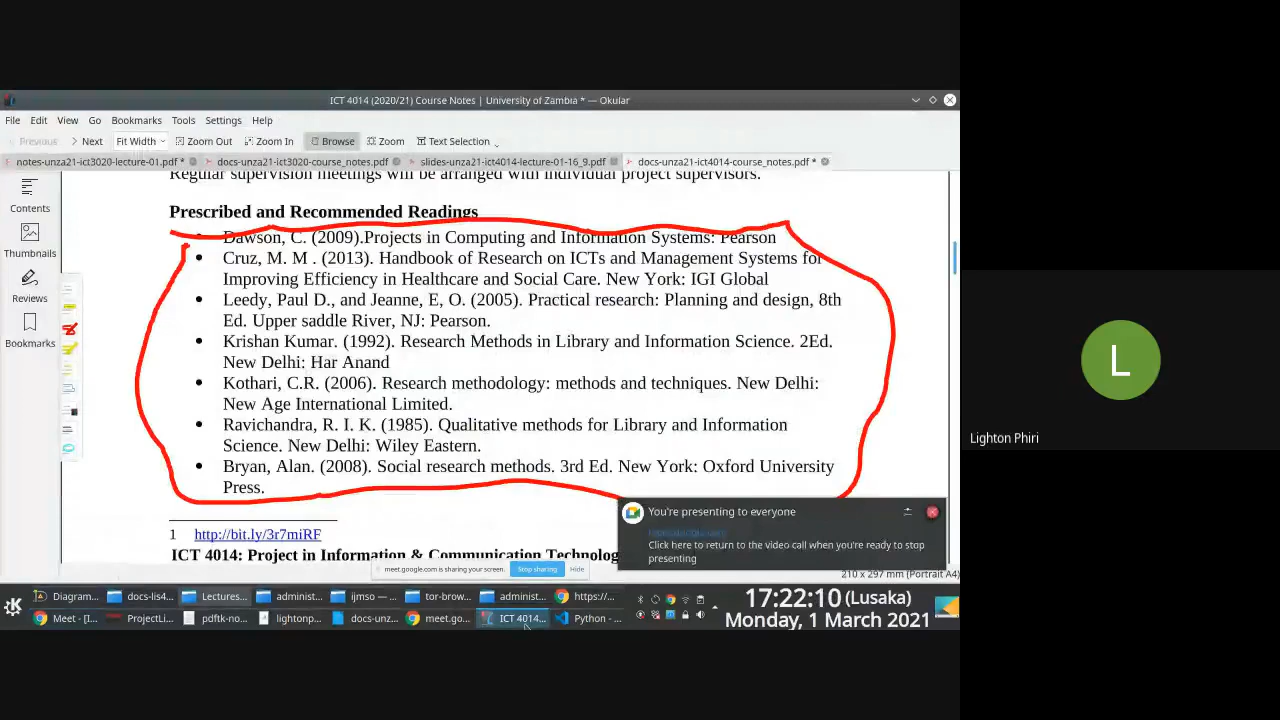 ICT 4014 (2020/21) Course Notes | University of Zambia * — Okular
File Edit View Go Bookmarks Tools Settings Help
Previous Next Fit Width Zoom Out Zoom In Browse Zoom Text Selection
notes-unza21-ict3020-lecture-01.pdf * docs-unza21-ict3020-course_notes.pdf slides-unza21-ict4014-lecture-01-16_9.pdf docs-unza21-ict4014-course_notes.pdf *
Contents
Thumbnails
Reviews
Bookmarks
Regular supervision meetings will be arranged with individual project supervisors.
Prescribed and Recommended Readings
• Dawson, C. (2009).Projects in Computing and Information Systems: Pearson
• Cruz, M. M . (2013). Handbook of Research on ICTs and Management Systems for
Improving Efficiency in Healthcare and Social Care. New York: IGI Global
• Leedy, Paul D., and Jeanne, E, O. (2005). Practical research: Planning and design, 8th
Ed. Upper saddle River, NJ: Pearson.
• Krishan Kumar. (1992). Research Methods in Library and Information Science. 2Ed.
New Delhi: Har Anand
• Kothari, C.R. (2006). Research methodology: methods and techniques. New Delhi:
New Age International Limited.
• Ravichandra, R. I. K. (1985). Qualitative methods for Library and Information
Science. New Delhi: Wiley Eastern.
• Bryan, Alan. (2008). Social research methods. 3rd Ed. New York: Oxford University
Press.
1 http://bit.ly/3r7miRF
ICT 4014: Project in Information & Communication Technolog
You're presenting to everyone
Click here to return to the video call when you're ready to stop
presenting
meet.google.com is sharing your screen. Stop sharing Hide
210 x 297 mm (Portrait A4)
Diagram... docs-lis4... Lectures... administ... ijmso — ... tor-brow... administ... https://...
Meet - [I... ProjectLi... pdftk-no... lightonp... docs-unz... meet.go... ICT 4014... Python - ...
17:22:10 (Lusaka)
Monday, 1 March 2021
L
Lighton Phiri